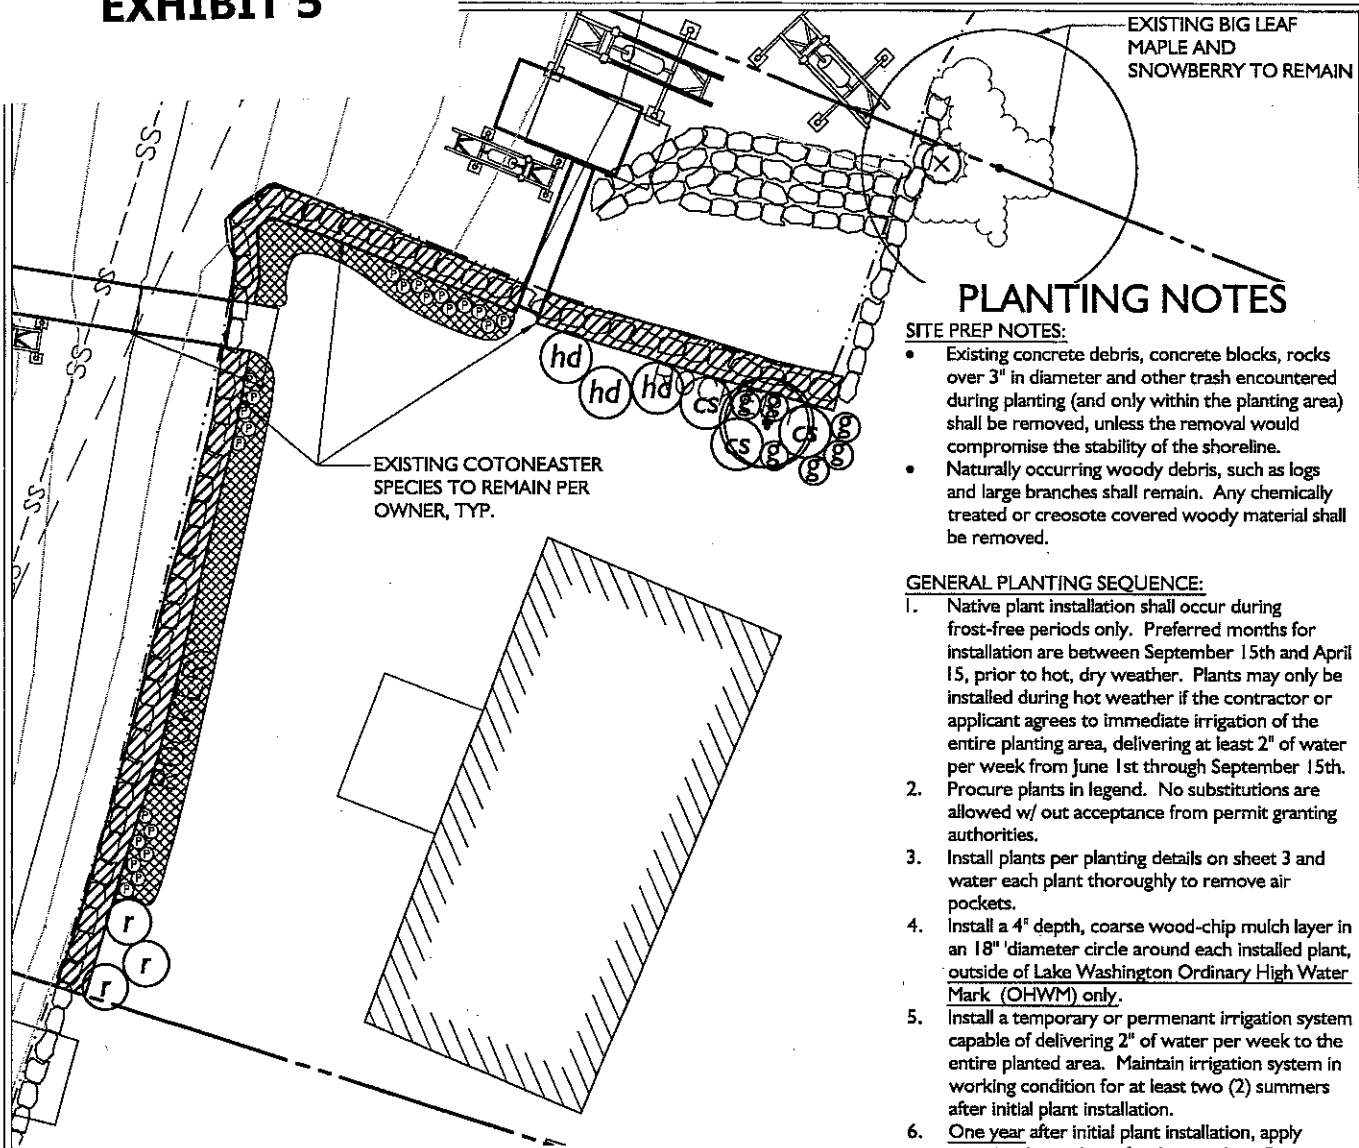 EXHIBIT 5
EXISTING BIG LEAF
MAPLE AND
SNOWBERRY TO REMAIN
SS
SS
SS
SS
SS
PLANTING NOTES
SITE PREP NOTES:
• Existing concrete debris, concrete blocks, rocks
over 3" in diameter and other trash encountered
during planting (and only within the planting area)
shall be removed, unless the removal would
compromise the stability of the shoreline.
• Naturally occurring woody debris, such as logs
and large branches shall remain. Any chemically
treated or creosote covered woody material shall
be removed.
hd
hd
hd
cs
cs
cs
g
g
g
g
g
g
EXISTING COTONEASTER
SPECIES TO REMAIN PER
OWNER, TYP.
GENERAL PLANTING SEQUENCE:
1. Native plant installation shall occur during
frost-free periods only. Preferred months for
installation are between September 15th and April
15, prior to hot, dry weather. Plants may only be
installed during hot weather if the contractor or
applicant agrees to immediate irrigation of the
entire planting area, delivering at least 2" of water
per week from June 1st through September 15th.
2. Procure plants in legend. No substitutions are
allowed w/ out acceptance from permit granting
authorities.
3. Install plants per planting details on sheet 3 and
water each plant thoroughly to remove air
pockets.
4. Install a 4" depth, coarse wood-chip mulch layer in
an 18" 'diameter circle around each installed plant,
outside of Lake Washington Ordinary High Water
Mark (OHWM) only.
5. Install a temporary or permenant irrigation system
capable of delivering 2" of water per week to the
entire planted area. Maintain irrigation system in
working condition for at least two (2) summers
after initial plant installation.
6. One year after initial plant installation, apply
r
r
r